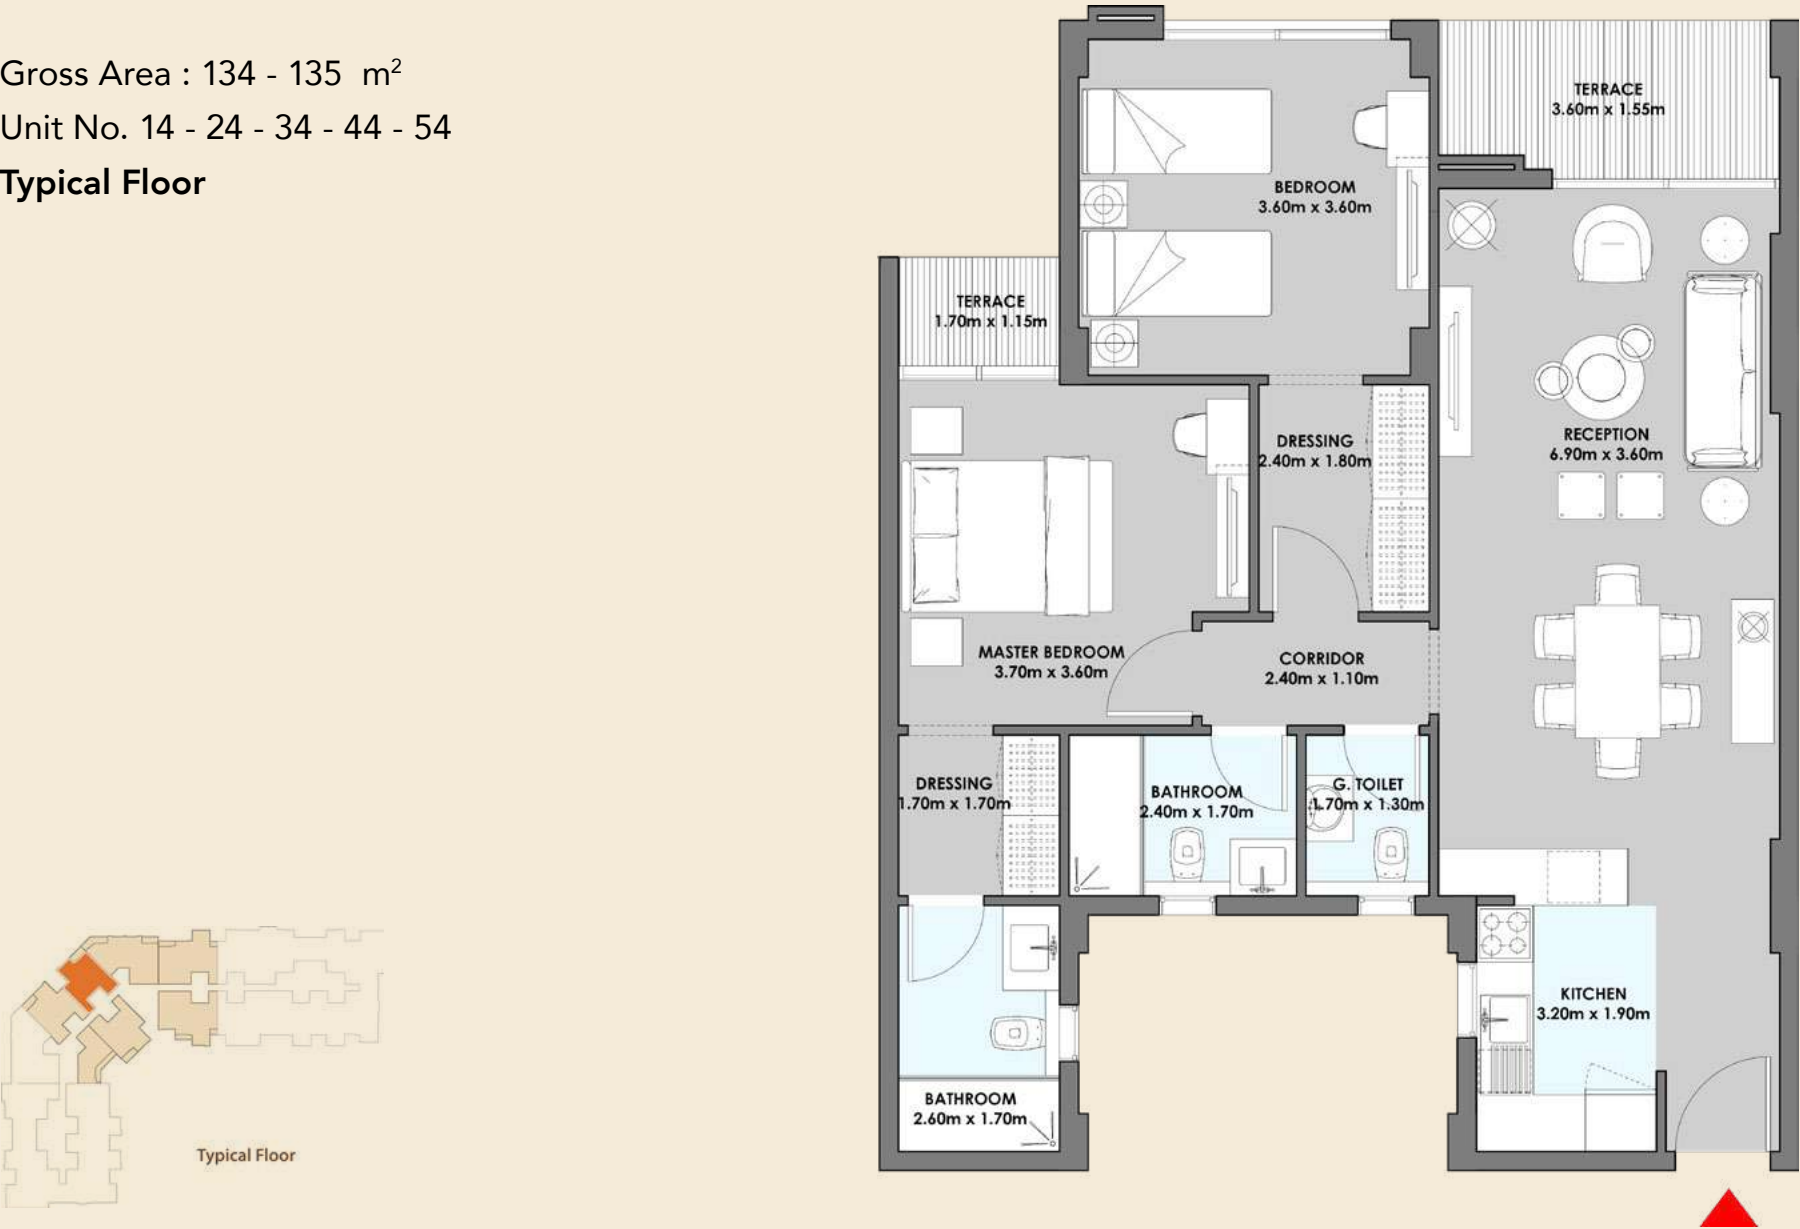 Gross Area : 134 - 135 m²
Unit No. 14 - 24 - 34 - 44 - 54
Typical Floor
TERRACE
3.60m x 1.55m
BEDROOM
3.60m x 3.60m
TERRACE
1.70m x 1.15m
DRESSING
2.40m x 1.80m
RECEPTION
6.90m x 3.60m
MASTER BEDROOM
3.70m x 3.60m
CORRIDOR
2.40m x 1.10m
DRESSING
1.70m x 1.70m
BATHROOM
2.40m x 1.70m
G. TOILET
1.70m x 1.30m
KITCHEN
3.20m x 1.90m
BATHROOM
2.60m x 1.70m
Typical Floor